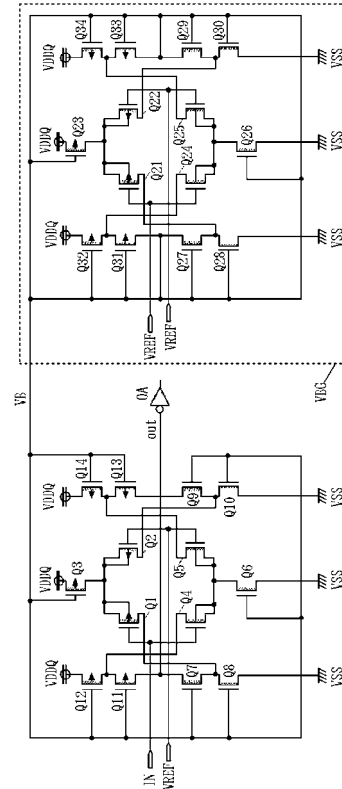 VB
VDDQ
VDDQ
VDDQ
VDDQ
VDDQ
VDDQ
Q12
Q3
Q14
Q32
Q23
Q34
Q11
Q13
Q31
Q33
Q1
Q2
Q21
Q22
IN
VREF
out
OA
VREF
VREF
Q4
Q5
Q24
Q25
Q7
Q9
Q27
Q29
Q8
Q6
Q10
Q28
Q26
Q30
VSS
VSS
VSS
VSS
VSS
VSS
VBG